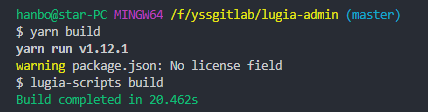 hanbo@star-PC MINGW64 /f/yssgitlab/lugia-admin (master)
$ yarn build
yarn run v1.12.1
warning package.json: No license field
$ lugia-scripts build
Build completed in 20.462s